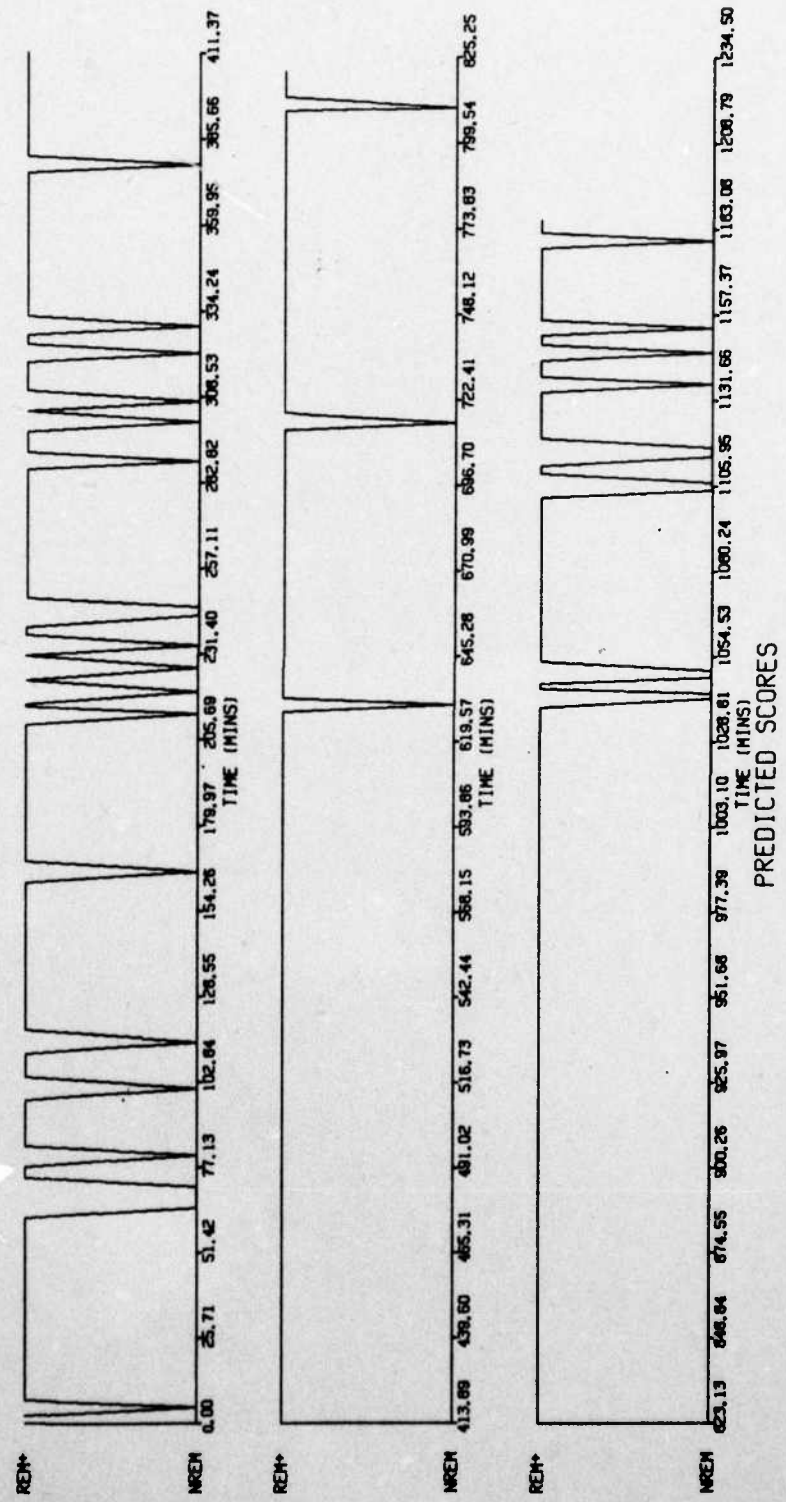 REM+
NREM
0.00 25.71 51.42 77.13 102.84 128.55 154.26 179.97 205.69 231.40 257.11 282.82 308.53 334.24 359.95 385.66 411.37
TIME (MINS)
REM+
NREM
413.89 439.60 465.31 491.02 516.73 542.44 568.15 593.86 619.57 645.28 670.99 696.70 722.41 748.12 773.83 799.54 825.25
TIME (MINS)
REM+
NREM
823.13 848.84 874.55 900.26 925.97 951.68 977.39 1003.10 1028.81 1054.53 1080.24 1105.95 1131.66 1157.37 1183.08 1208.79 1234.50
TIME (MINS)
PREDICTED SCORES